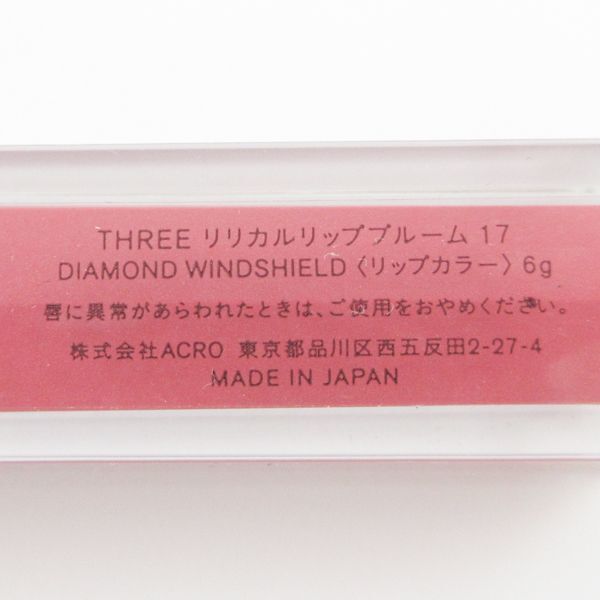 THREE リリカルリップブルーム 17
DIAMOND WINDSHIELD〈リップカラー〉6g
唇に異常があらわれたときは、ご使用をおやめください。
株式会社ACRO 東京都品川区西五反田2-27-4
MADE IN JAPAN